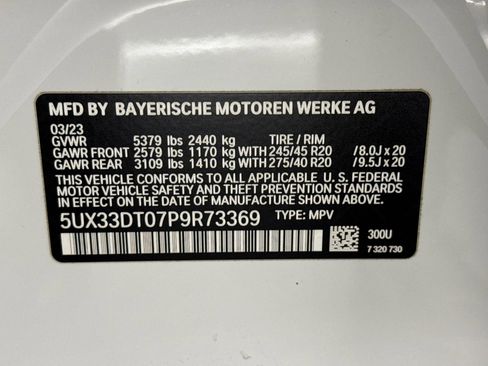 MFD BY BAYERISCHE MOTOREN WERKE AG
03/23
GVWR 5379 lbs 2440 kg TIRE / RIM
GAWR FRONT 2579 lbs 1170 kg WITH 245/45 R20 /8.0J x 20
GAWR REAR 3109 lbs 1410 kg WITH 275/40 R20 /9.5J x 20
THIS VEHICLE CONFORMS TO ALL APPLICABLE U. S. FEDERAL
MOTOR VEHICLE SAFETY, BUMPER, AND THEFT PREVENTION
STANDARDS IN EFFECT ON THE DATE OF MANUFACTURE SHOWN ABOVE.
5UX33DT07P9R73369 TYPE: MPV
300U
7 320 730